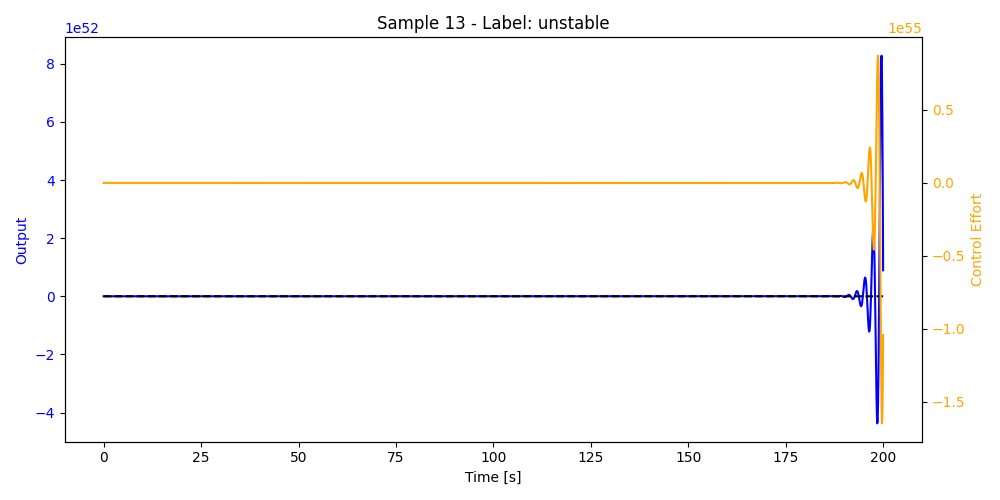 Sample 13 - Label: unstable
1e52
1e55
8
6
4
2
0
−2
−4
0.5
0.0
−0.5
−1.0
−1.5
Output
Control Effort
0 25 50 75 100 125 150 175 200
Time [s]